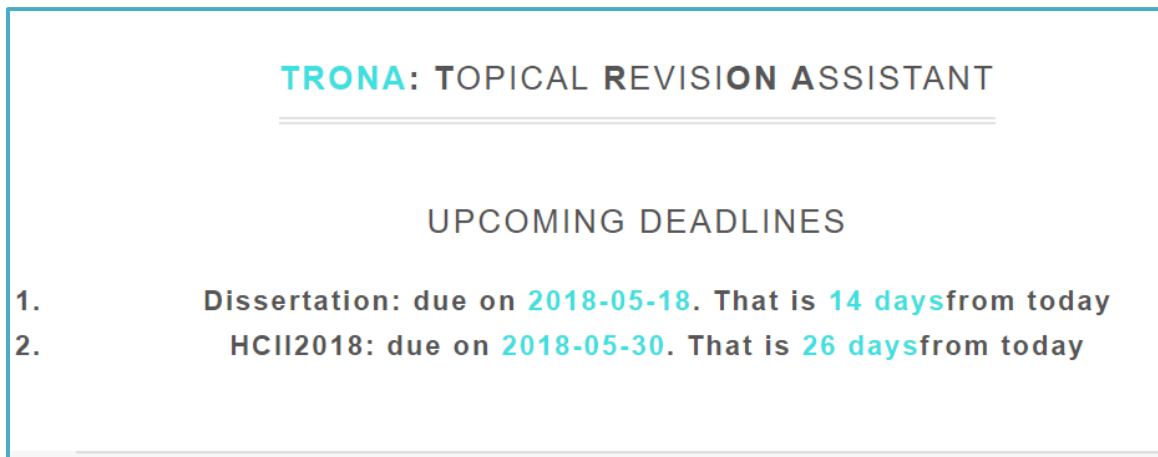 TRONA: TOPICAL REVISION ASSISTANT
UPCOMING DEADLINES
1. Dissertation: due on 2018-05-18. That is 14 daysfrom today
2. HCII2018: due on 2018-05-30. That is 26 daysfrom today